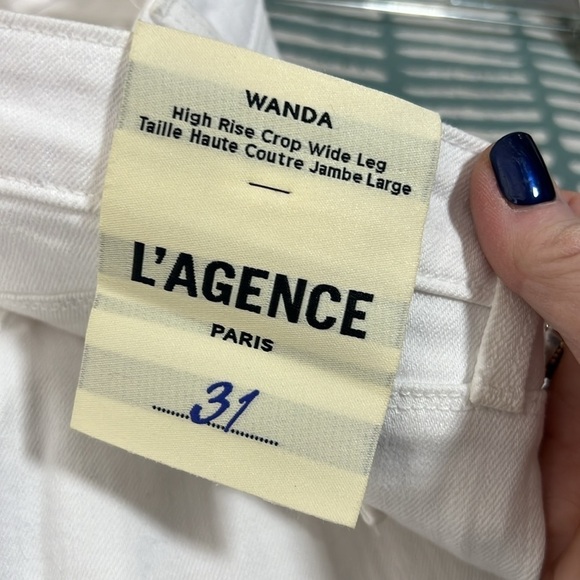 WANDA
High Rise Crop Wide Leg
Taille Haute Coutre Jambe Large
L'AGENCE
PARIS
31